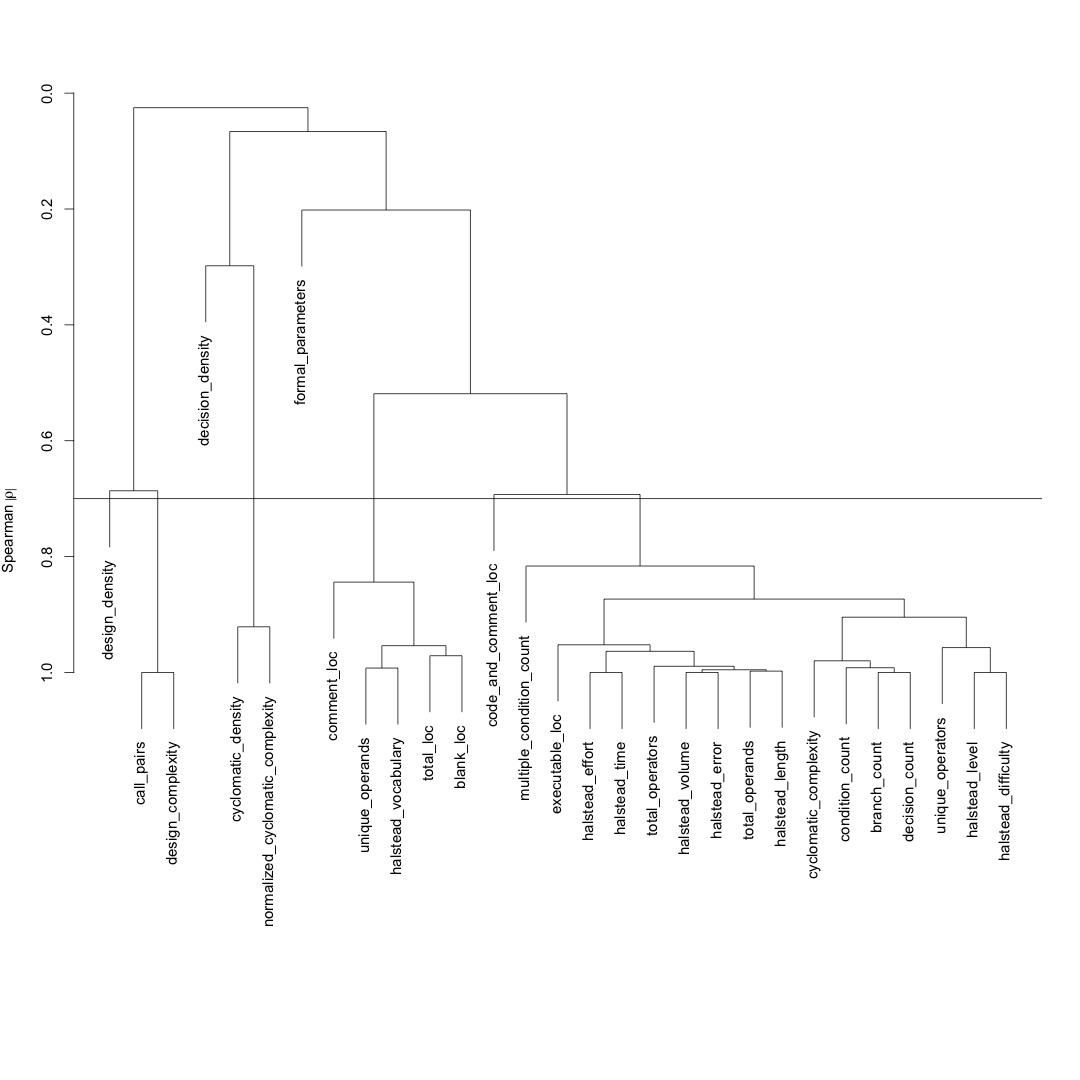 0.0
0.2
0.4
0.6
0.8
1.0
Spearman |ρ|
design_density
call_pairs
design_complexity
decision_density
cyclomatic_density
normalized_cyclomatic_complexity
formal_parameters
comment_loc
unique_operands
halstead_vocabulary
total_loc
blank_loc
code_and_comment_loc
multiple_condition_count
executable_loc
halstead_effort
halstead_time
total_operators
halstead_volume
halstead_error
total_operands
halstead_length
cyclomatic_complexity
condition_count
branch_count
decision_count
unique_operators
halstead_level
halstead_difficulty